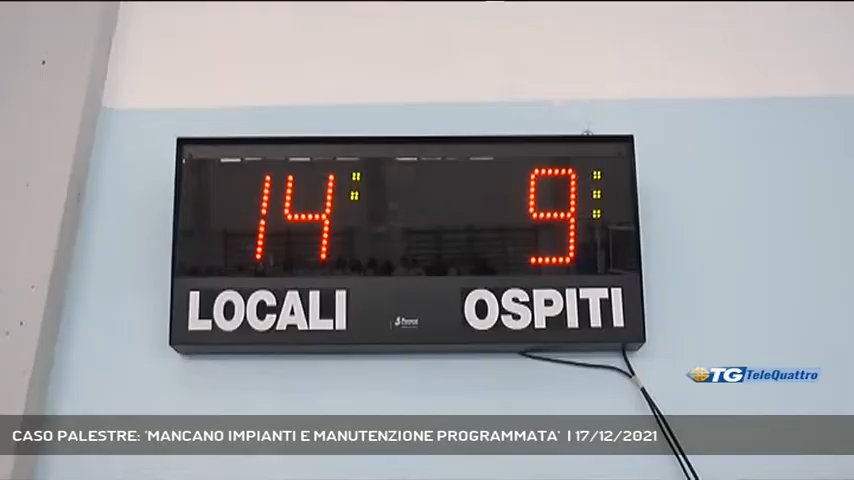 14 9
LOCALI OSPITI
TG TeleQuattro
CASO PALESTRE: 'MANCANO IMPIANTI E MANUTENZIONE PROGRAMMATA' | 17/12/2021